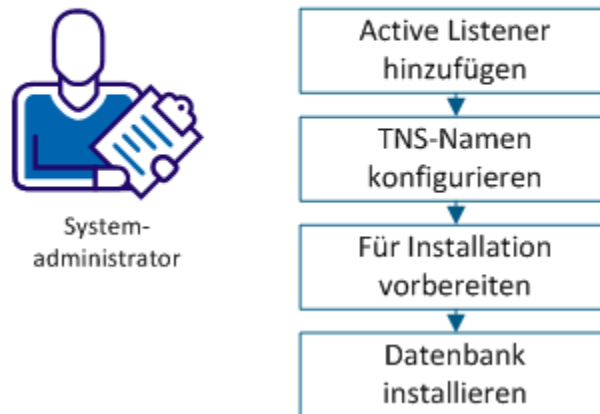 System-
administrator
Active Listener
hinzufügen
TNS-Namen
konfigurieren
Für Installation
vorbereiten
Datenbank
installieren